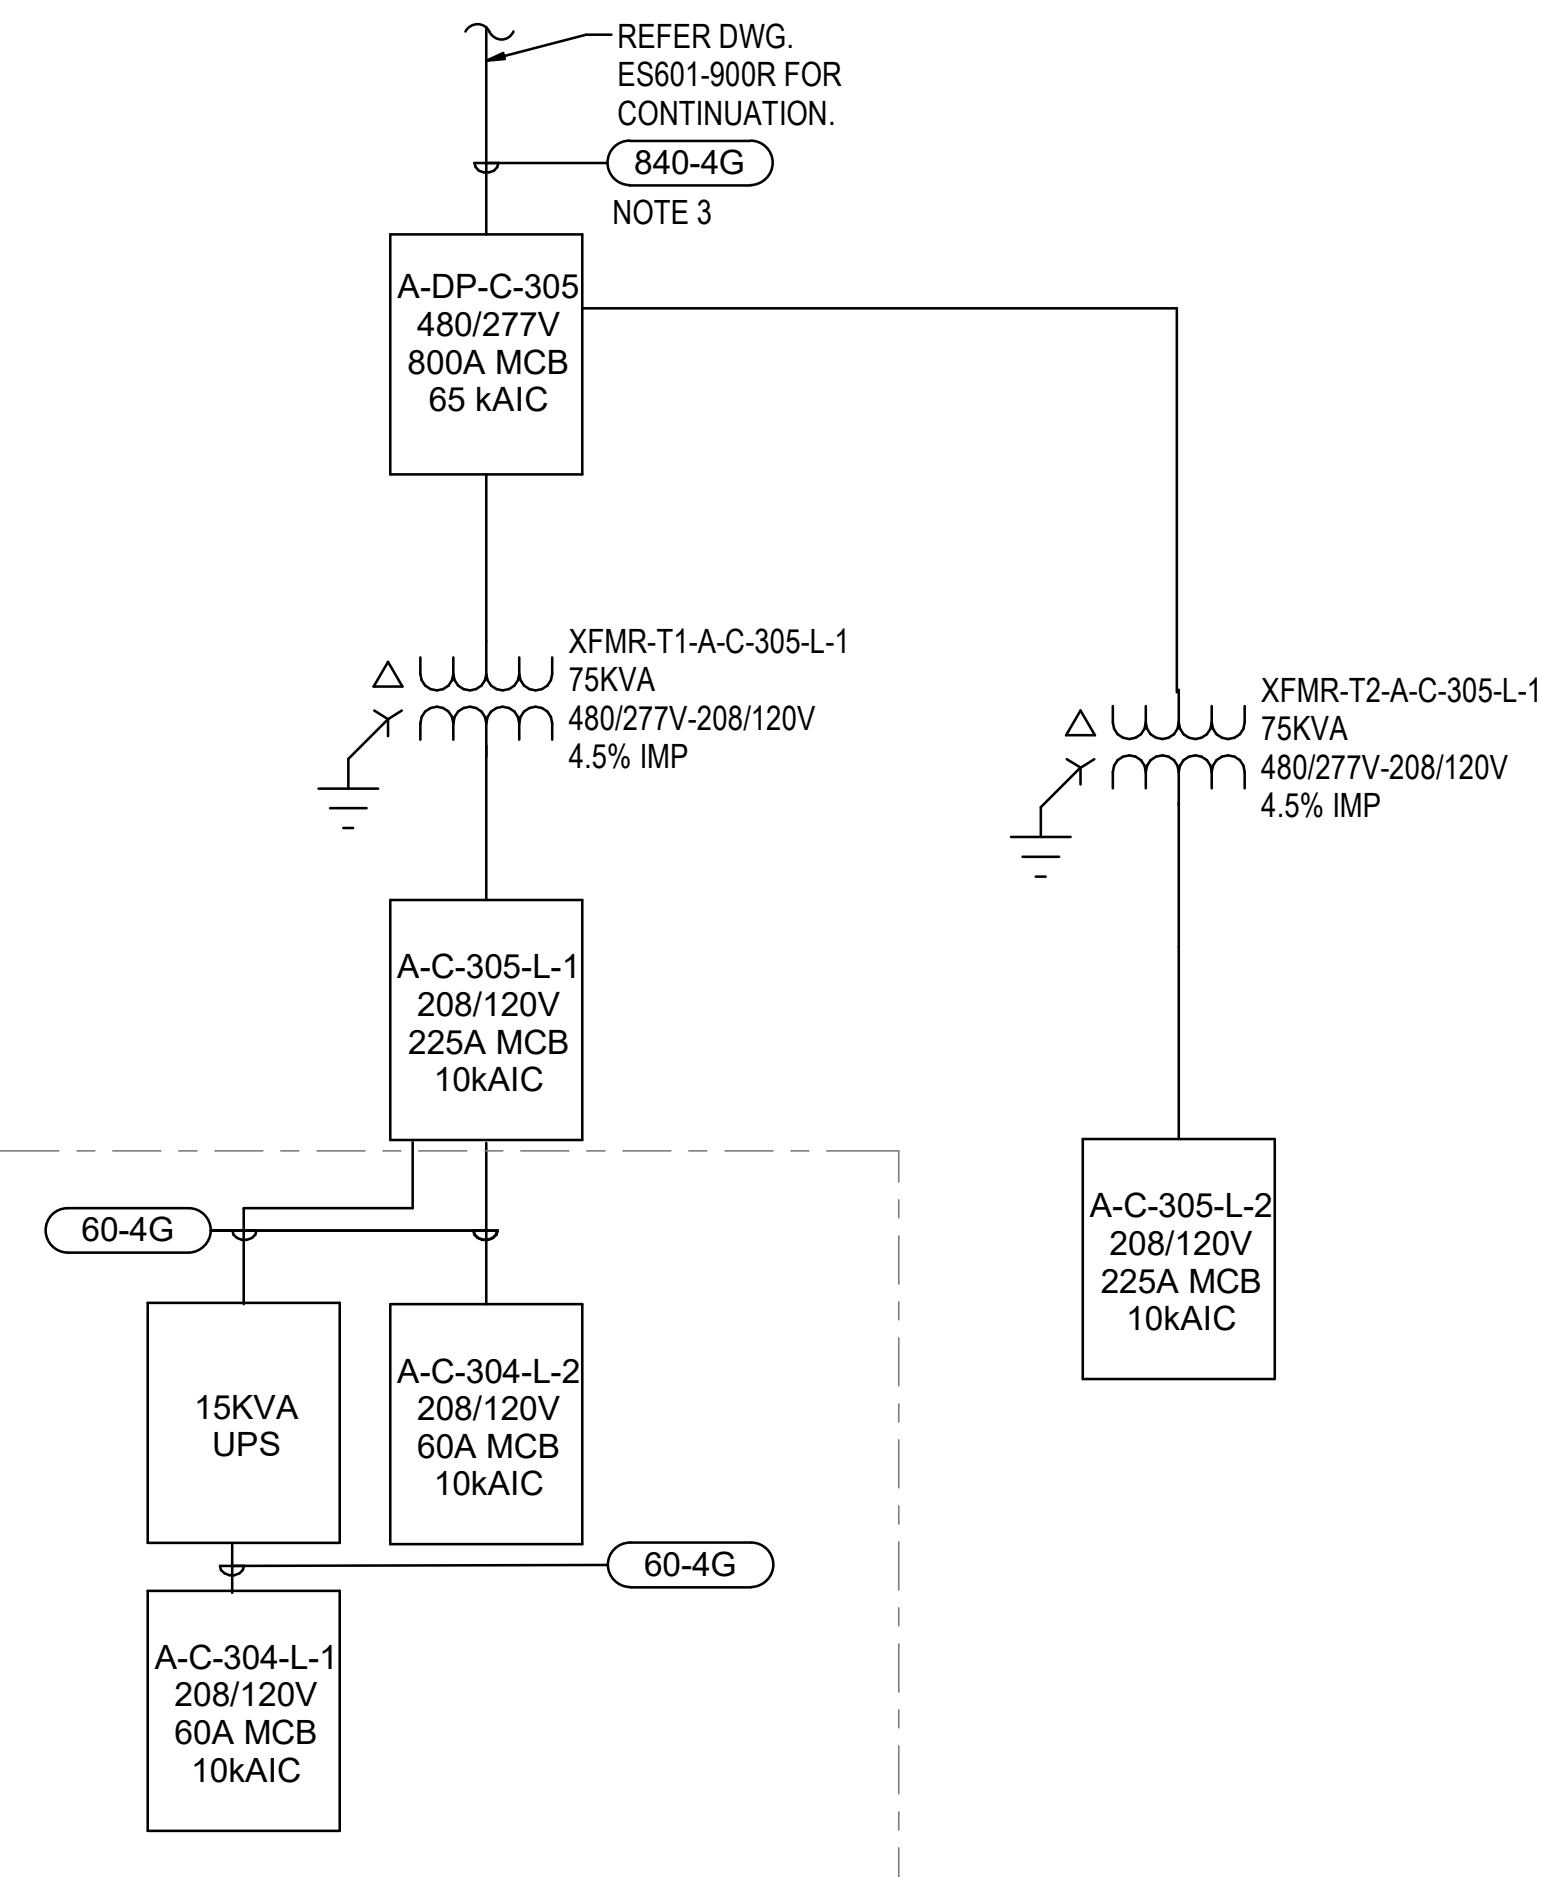 REFER DWG.
ES601-900R FOR
CONTINUATION.
840-4G
NOTE 3
A-DP-C-305
480/277V
800A MCB
65 kAIC
XFMR-T1-A-C-305-L-1
75KVA
480/277V-208/120V
4.5% IMP
XFMR-T2-A-C-305-L-1
75KVA
480/277V-208/120V
4.5% IMP
A-C-305-L-1
208/120V
225A MCB
10kAIC
A-C-305-L-2
208/120V
225A MCB
10kAIC
60-4G
15KVA
UPS
A-C-304-L-2
208/120V
60A MCB
10kAIC
60-4G
A-C-304-L-1
208/120V
60A MCB
10kAIC